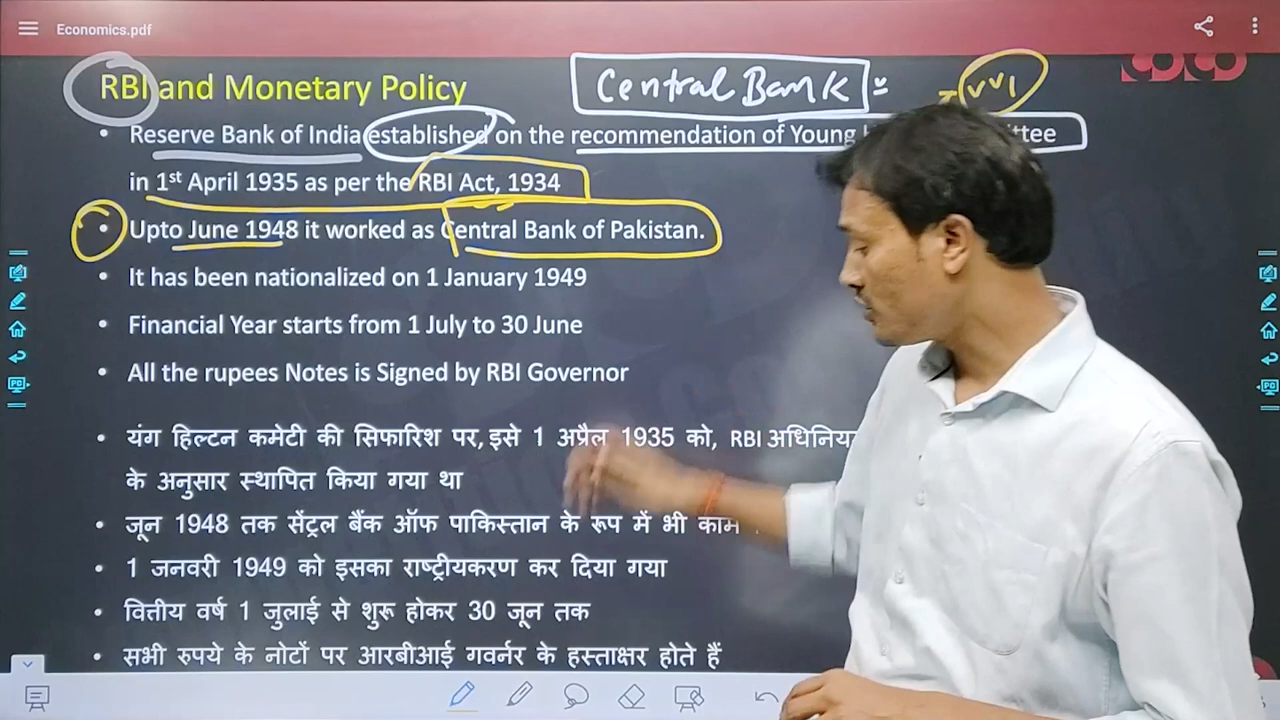 Economics.pdf
RBI and Monetary Policy
Central Bank
VVI
• Reserve Bank of India established on the recommendation of Young
in 1st April 1935 as per the RBI Act, 1934
• Upto June 1948 it worked as Central Bank of Pakistan.
• It has been nationalized on 1 January 1949
• Financial Year starts from 1 July to 30 June
• All the rupees Notes is Signed by RBI Governor
• यंग हिल्टन कमेटी की सिफारिश पर, इसे 1 अप्रैल 1935 को, RBI
के अनुसार स्थापित किया गया था
• जून 1948 तक सेंट्रल बैंक ऑफ पाकिस्तान के रूप में भी काम
• 1 जनवरी 1949 को इसका राष्ट्रीयकरण कर दिया गया
• वित्तीय वर्ष 1 जुलाई से शुरू होकर 30 जून तक
• सभी रुपये के नोटों पर आरबीआई गवर्नर के हस्ताक्षर होते हैं